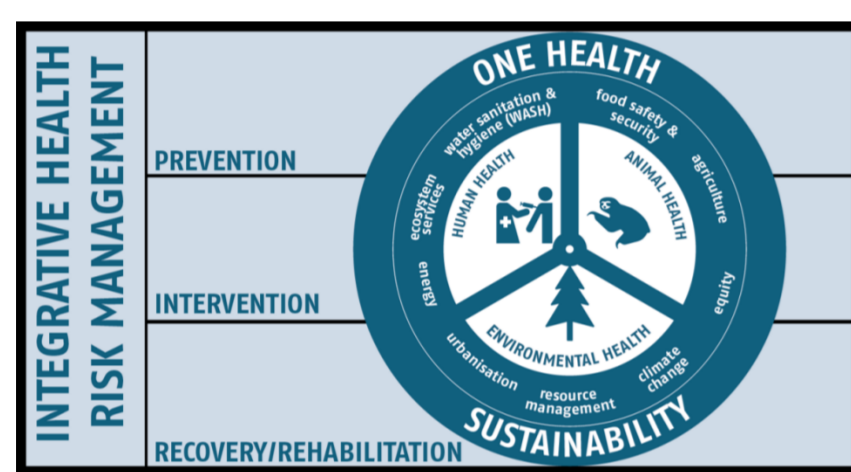 INTEGRATIVE HEALTH
RISK MANAGEMENT
PREVENTION
INTERVENTION
RECOVERY/REHABILITATION
ONE HEALTH
water sanitation &
hygiene (WASH)
food safety &
security
agriculture
equity
climate
change
resource
management
urbanisation
energy
ecosystem
services
HUMAN HEALTH
ANIMAL HEALTH
ENVIRONMENTAL HEALTH
SUSTAINABILITY